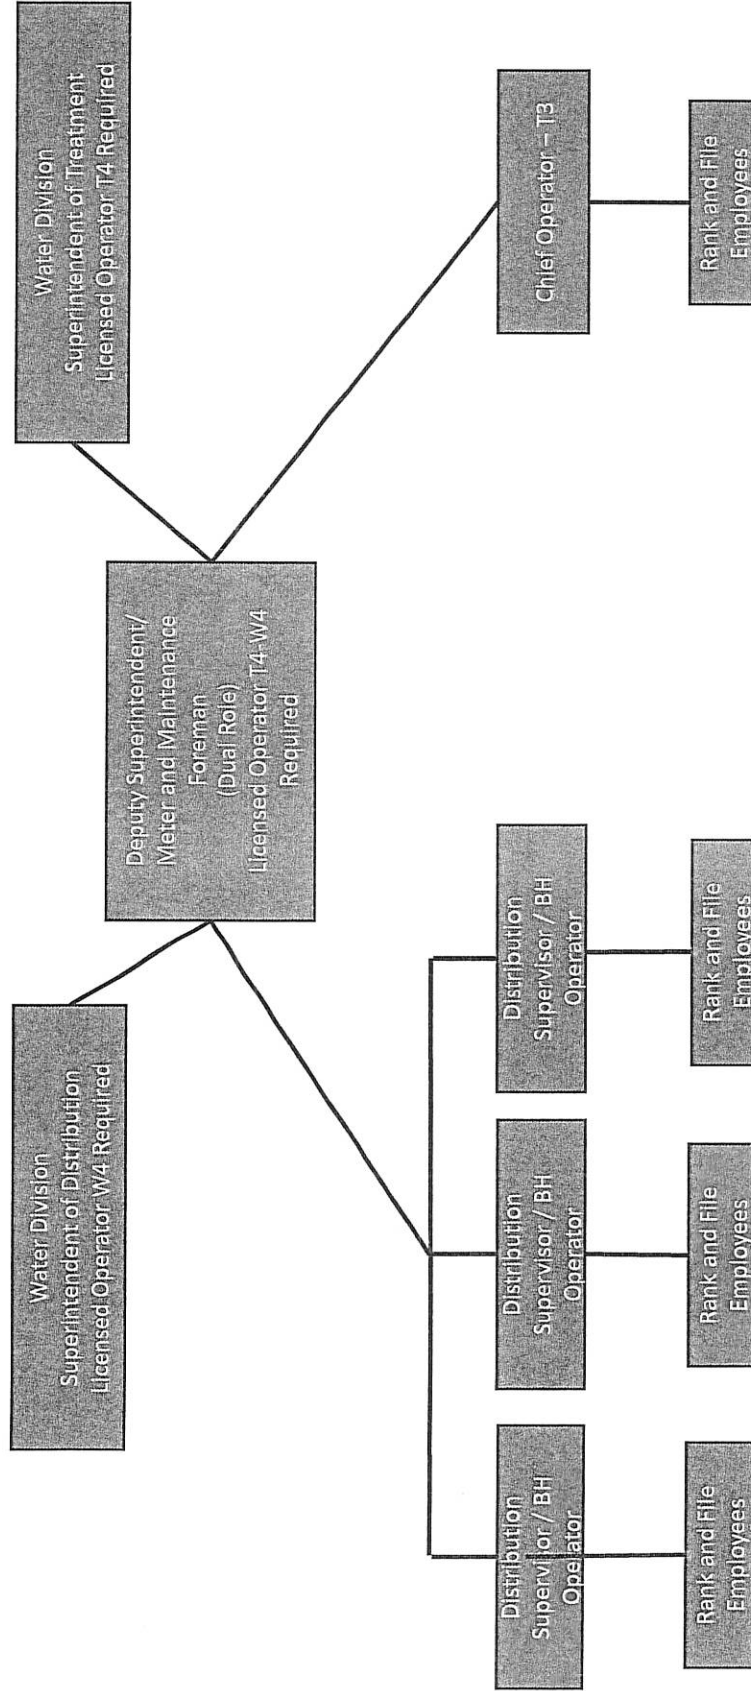 Water Division
Superintendent of Distribution
Licensed Operator W4 Required
Water Division
Superintendent of Treatment
Licensed Operator T4 Required
Deputy Superintendent/
Meter and Maintenance
Foreman
(Dual Role)
Licensed Operator T4-W4
Required
Distribution
Supervisor / BH
Operator
Distribution
Supervisor / BH
Operator
Distribution
Supervisor / BH
Operator
Chief Operator – T3
Rank and File
Employees
Rank and File
Employees
Rank and File
Employees
Rank and File
Employees